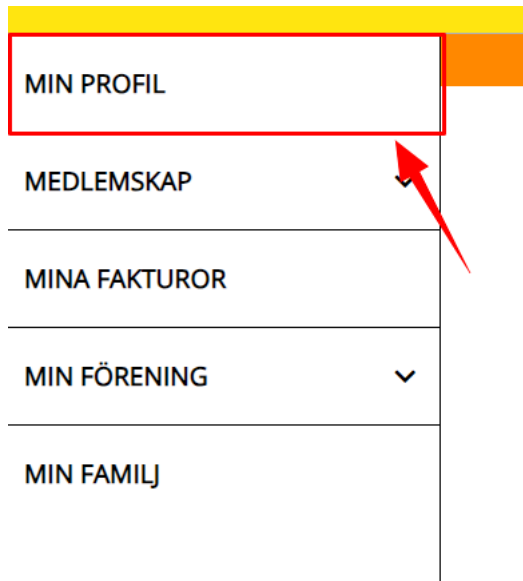 MIN PROFIL
MEDLEMSKAP
MINA FAKTUROR
MIN FÖRENING
MIN FAMILJ